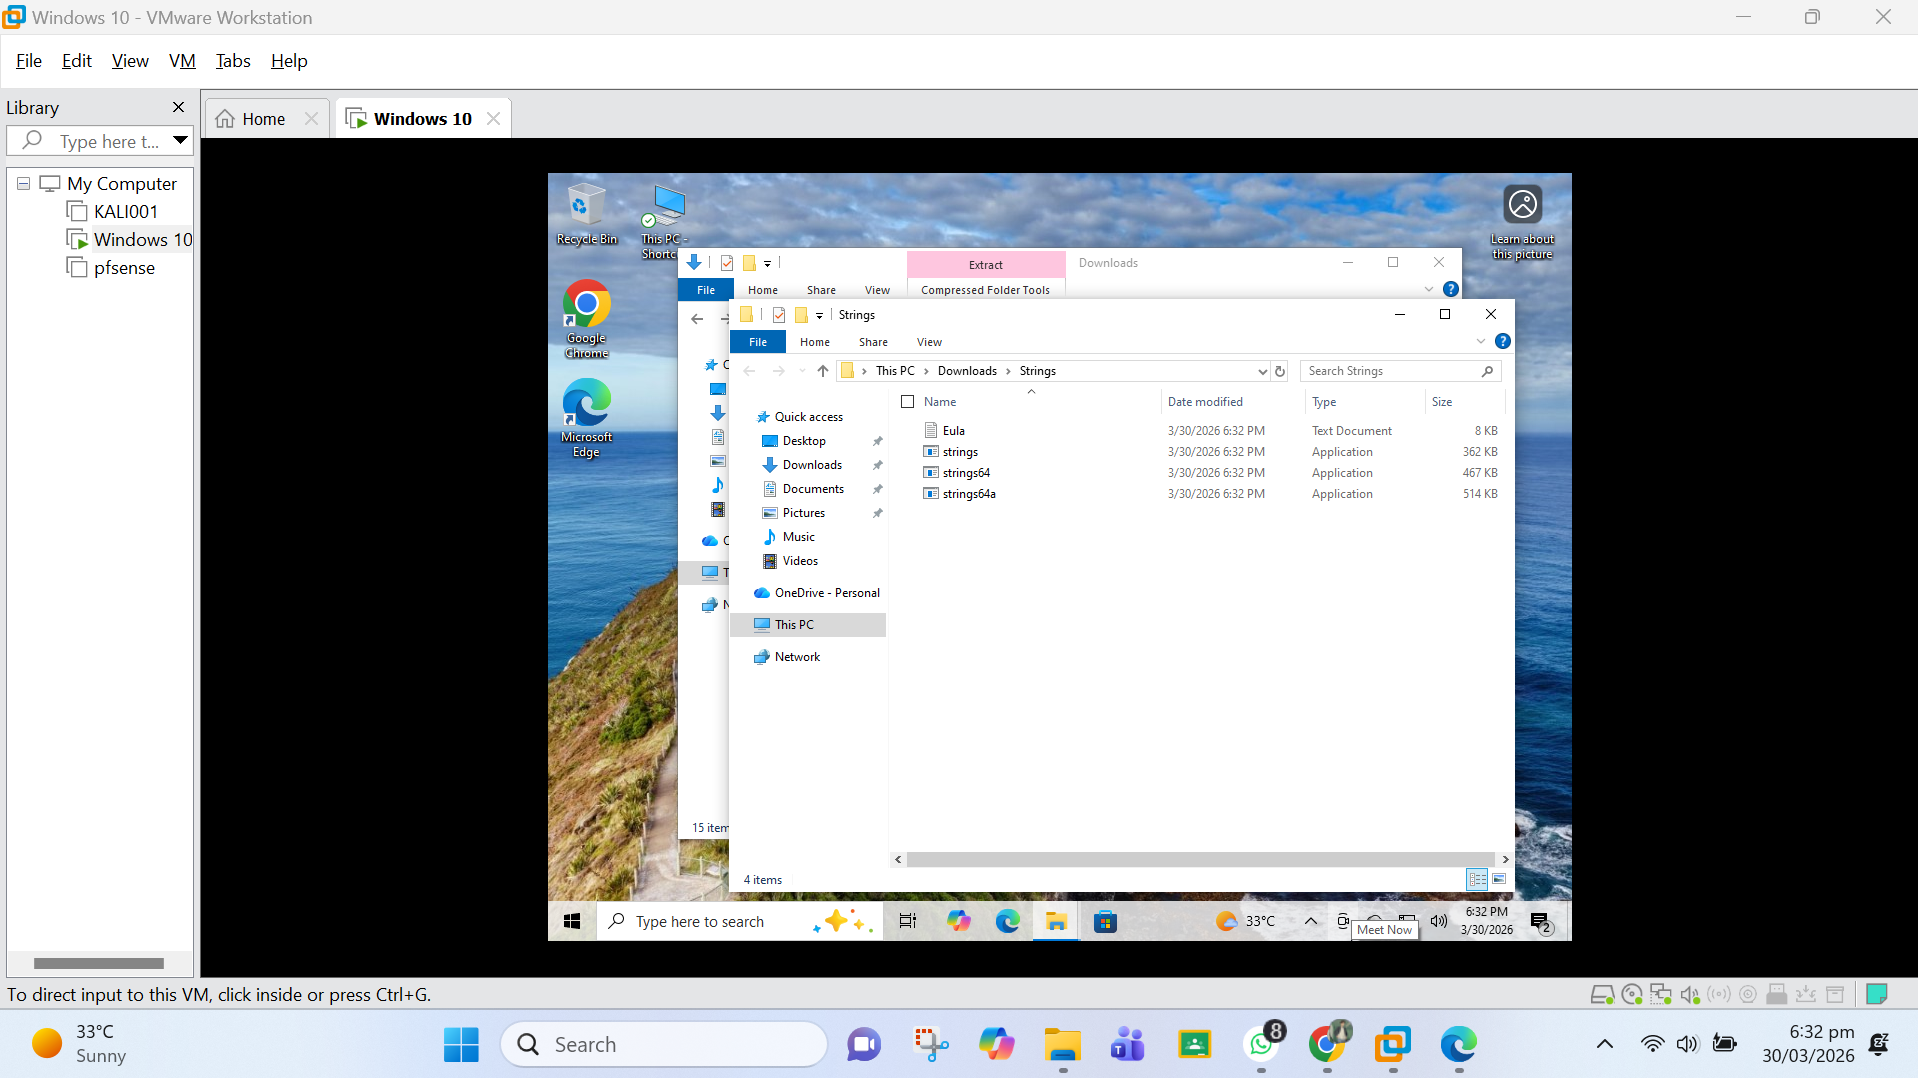 Windows 10 - VMware Workstation
File Edit View VM Tabs Help
Library
Type here t...
My Computer
KALI001
Windows 10
pfsense
Home
Windows 10
Recycle Bin
This PC -
Shortc
Learn about
this picture
Google
Chrome
Microsoft
Edge
Extract
Downloads
File Home Share View Compressed Folder Tools
15 item
Strings
File Home Share View
This PC > Downloads > Strings
Search Strings
Quick access
Desktop
Downloads
Documents
Pictures
Music
Videos
OneDrive - Personal
This PC
Network
Name Date modified Type Size
Eula 3/30/2026 6:32 PM Text Document 8 KB
strings 3/30/2026 6:32 PM Application 362 KB
strings64 3/30/2026 6:32 PM Application 467 KB
strings64a 3/30/2026 6:32 PM Application 514 KB
4 items
Type here to search
33°C
Meet Now
6:32 PM
3/30/2026
2
To direct input to this VM, click inside or press Ctrl+G.
33°C
Sunny
Search
8
6:32 pm
30/03/2026